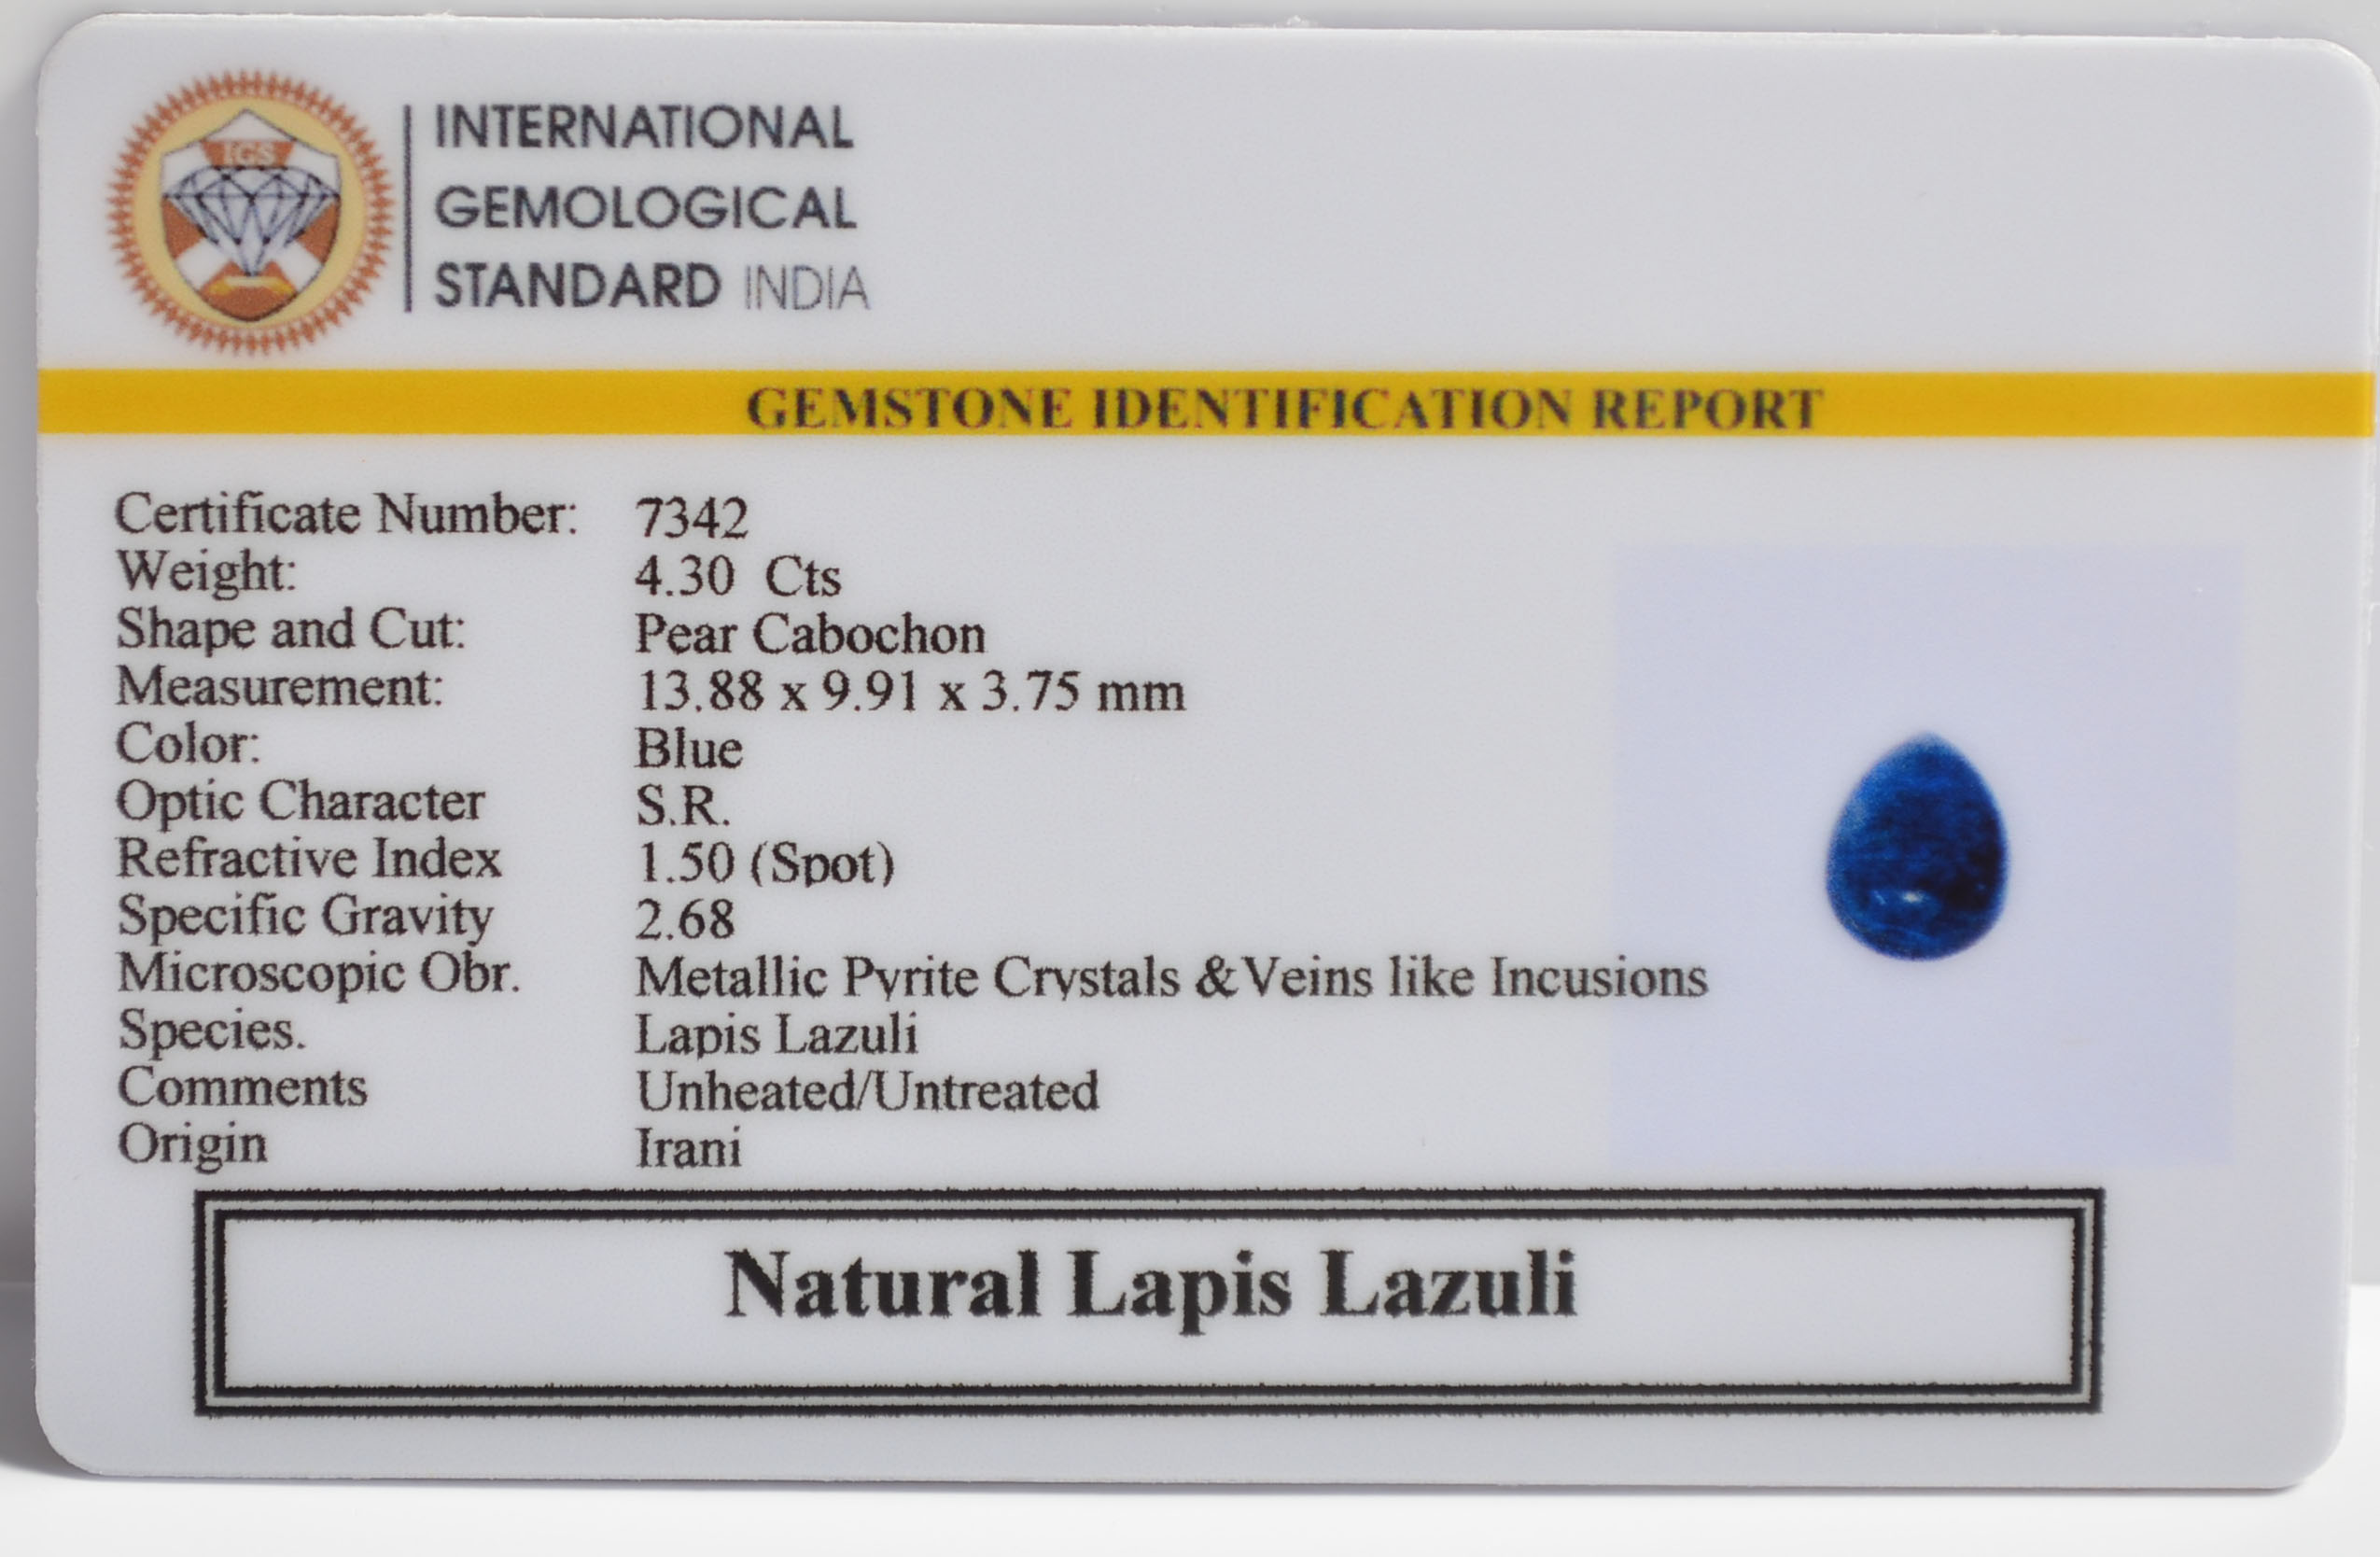 IGS
INTERNATIONAL
GEMOLOGICAL
STANDARD INDIA
GEMSTONE IDENTIFICATION REPORT
Certificate Number: 7342
Weight: 4.30 Cts
Shape and Cut: Pear Cabochon
Measurement: 13.88 x 9.91 x 3.75 mm
Color: Blue
Optic Character S.R.
Refractive Index 1.50 (Spot)
Specific Gravity 2.68
Microscopic Obr. Metallic Pyrite Crystals &Veins like Incusions
Species. Lapis Lazuli
Comments Unheated/Untreated
Origin Irani
Natural Lapis Lazuli